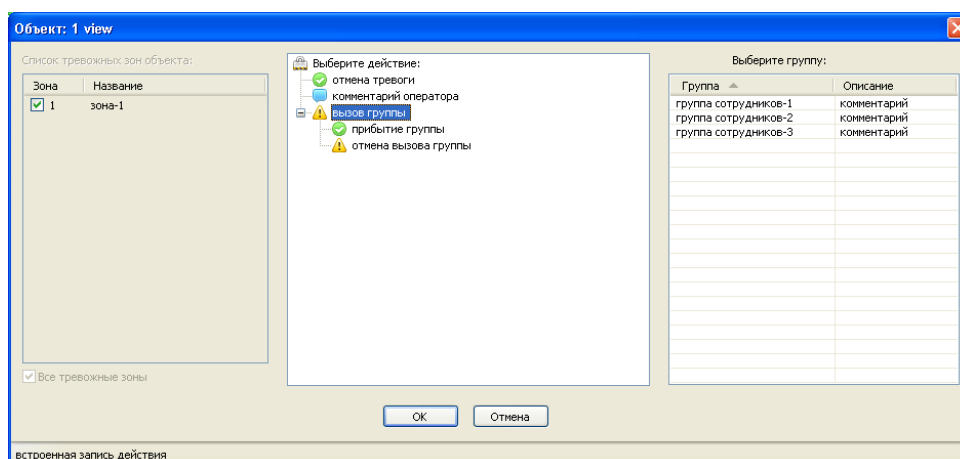 Объект: 1 view
Список тревожных зон объекта:
Зона Название
1 зона-1
Все тревожные зоны
Выберите действие:
отмена тревоги
комментарий оператора
вызов группы
прибытие группы
отмена вызова группы
Выберите группу:
Группа Описание
группа сотрудников-1 комментарий
группа сотрудников-2 комментарий
группа сотрудников-3 комментарий
OK Отмена
встроенная запись действия